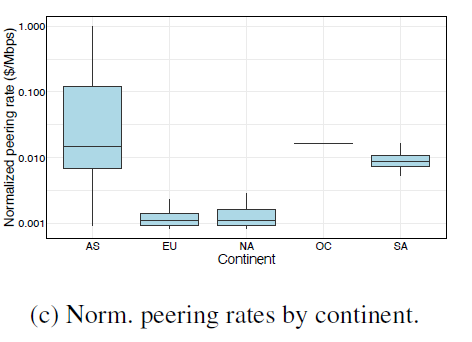 Normalized peering rate ($/Mbps)
1.000
0.100
0.010
0.001
AS EU NA OC SA
Continent
(c) Norm. peering rates by continent.